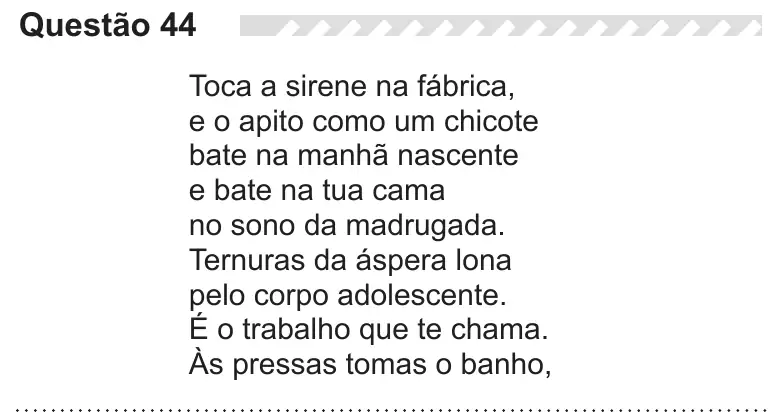 Questão 44
Toca a sirene na fábrica,
e o apito como um chicote
bate na manhã nascente
e bate na tua cama
no sono da madrugada.
Ternuras da áspera lona
pelo corpo adolescente.
É o trabalho que te chama.
Às pressas tomas o banho,